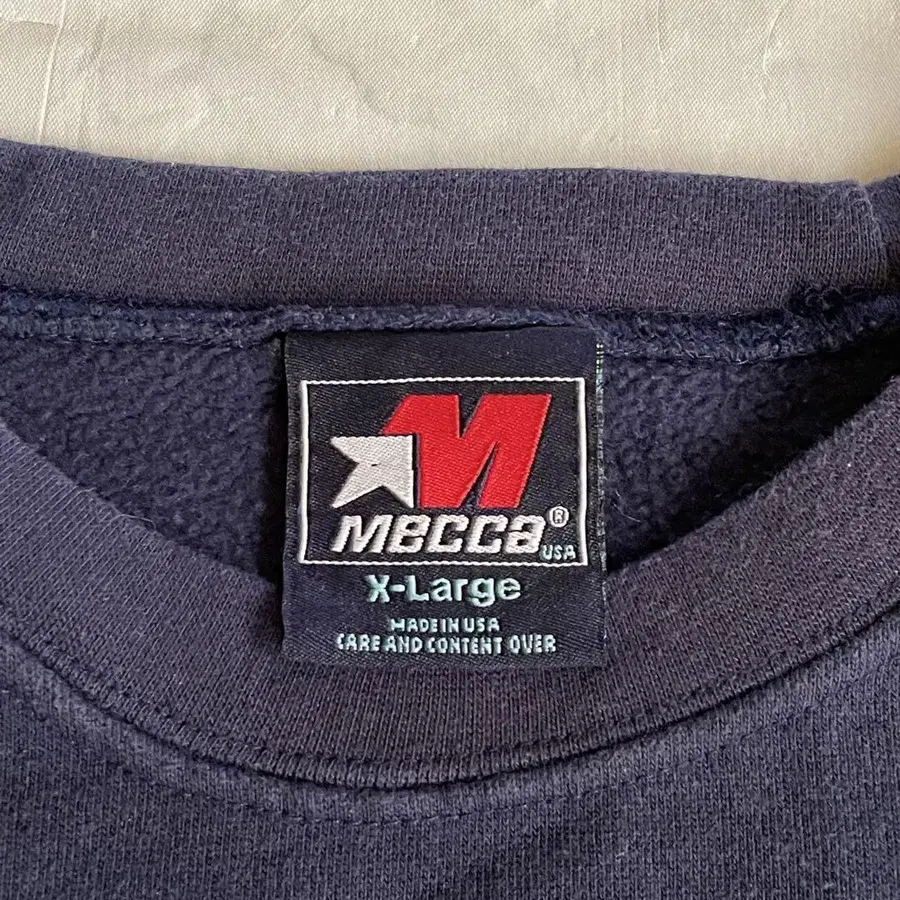 M
MECCA®
USA
X-Large
MADE IN USA
CARE AND CONTENT OVER